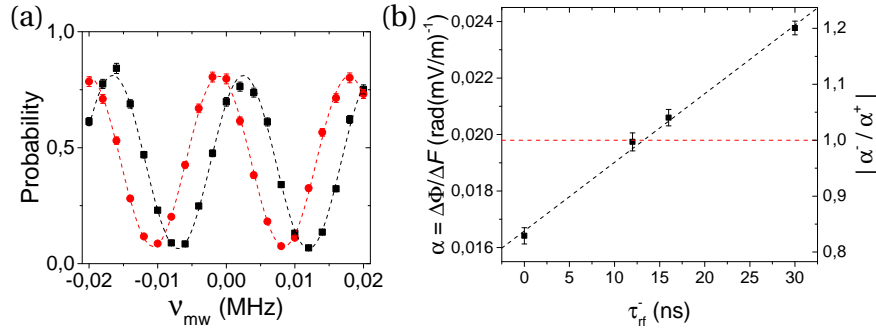 (a)
1,0
0,5
0,0
Probability
-0,02 -0,01 0,00 0,01 0,02
ν_mw (MHz)
(b)
0,024
0,022
0,020
0,018
0,016
α = ΔΦ/ΔF (rad(mV/m)⁻¹)
0 5 10 15 20 25 30
τ⁻_rf (ns)
1,2
1,1
1,0
0,9
0,8
| α⁻ / α⁺ |